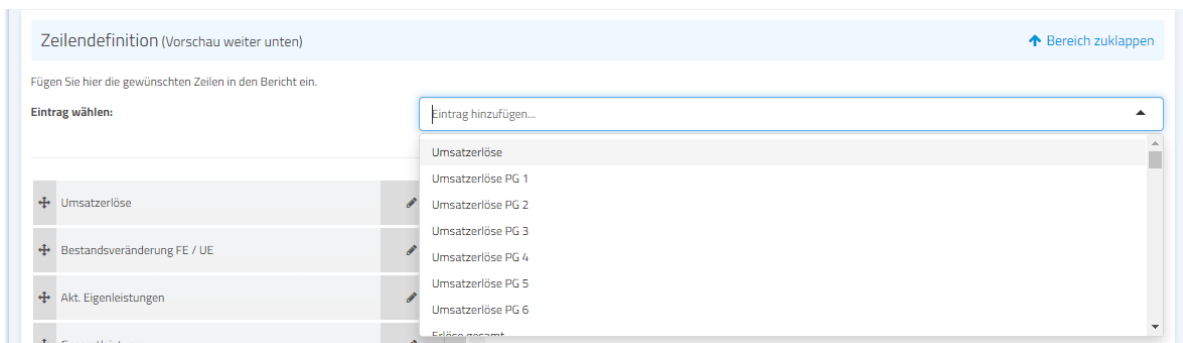 Zeilendefinition (Vorschau weiter unten)
Bereich zuklappen
Fügen Sie hier die gewünschten Zeilen in den Bericht ein.
Eintrag wählen:
Eintrag hinzufügen...
Umsatzerlöse
Umsatzerlöse PG 1
Umsatzerlöse PG 2
Umsatzerlöse PG 3
Umsatzerlöse PG 4
Umsatzerlöse PG 5
Umsatzerlöse PG 6
Erlöse gesamt
Umsatzerlöse
Bestandsveränderung FE / UE
Akt. Eigenleistungen